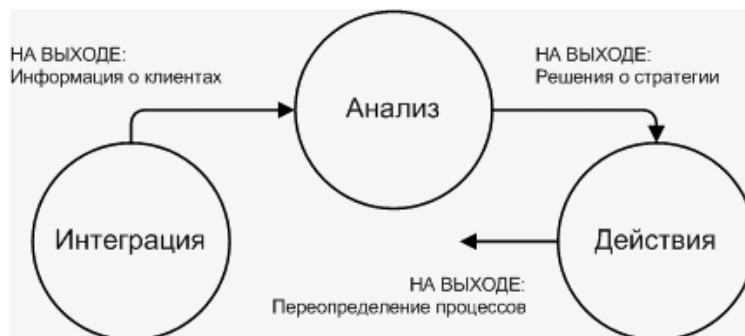 НА ВЫХОДЕ:
Информация о клиентах
НА ВЫХОДЕ:
Решения о стратегии
Анализ
Интеграция
Действия
НА ВЫХОДЕ:
Переопределение процессов